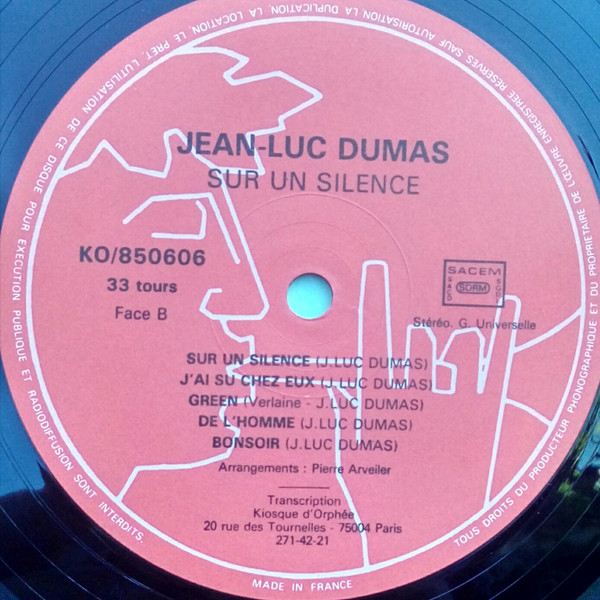 TOUS DROITS DU PRODUCTEUR PHONOGRAPHIQUE ET DU PROPRIETAIRE DE L'ŒUVRE ENREGISTREE RESERVES SAUF AUTORISATION LA DUPLICATION, LA LOCATION, LE PRET, L'UTILISATION DE CE DISQUE POUR EXECUTION PUBLIQUE ET RADIODIFFUSION SONT INTERDITS.
JEAN-LUC DUMAS
SUR UN SILENCE
KO/850606
33 tours
Face B
SACEM
SACD SDRM SGDL
Stéréo. G. Universelle
SUR UN SILENCE (J.LUC DUMAS)
J'AI SU CHEZ EUX (J.LUC DUMAS)
GREEN (Verlaine - J.LUC DUMAS)
DE L'HOMME (J.LUC DUMAS)
BONSOIR (J.LUC DUMAS)
Arrangements : Pierre Arveiler
Transcription
Kiosque d'Orphée
20 rue des Tournelles - 75004 Paris
271-42-21
MADE IN FRANCE